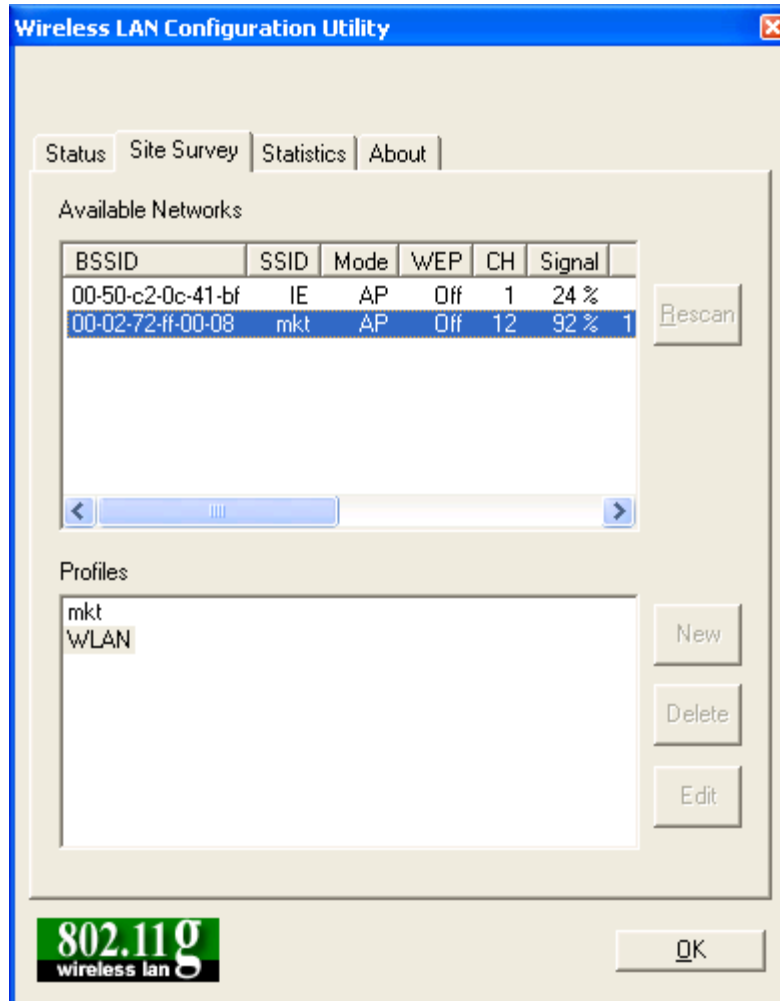 Wireless LAN Configuration Utility
Status Site Survey Statistics About
Available Networks
BSSID SSID Mode WEP CH Signal
00-50-c2-0c-41-bf IE AP Off 1 24 %
00-02-72-ff-00-08 mkt AP Off 12 92 % 1
Rescan
Profiles
mkt
WLAN
New
Delete
Edit
802.11g
wireless lan
OK